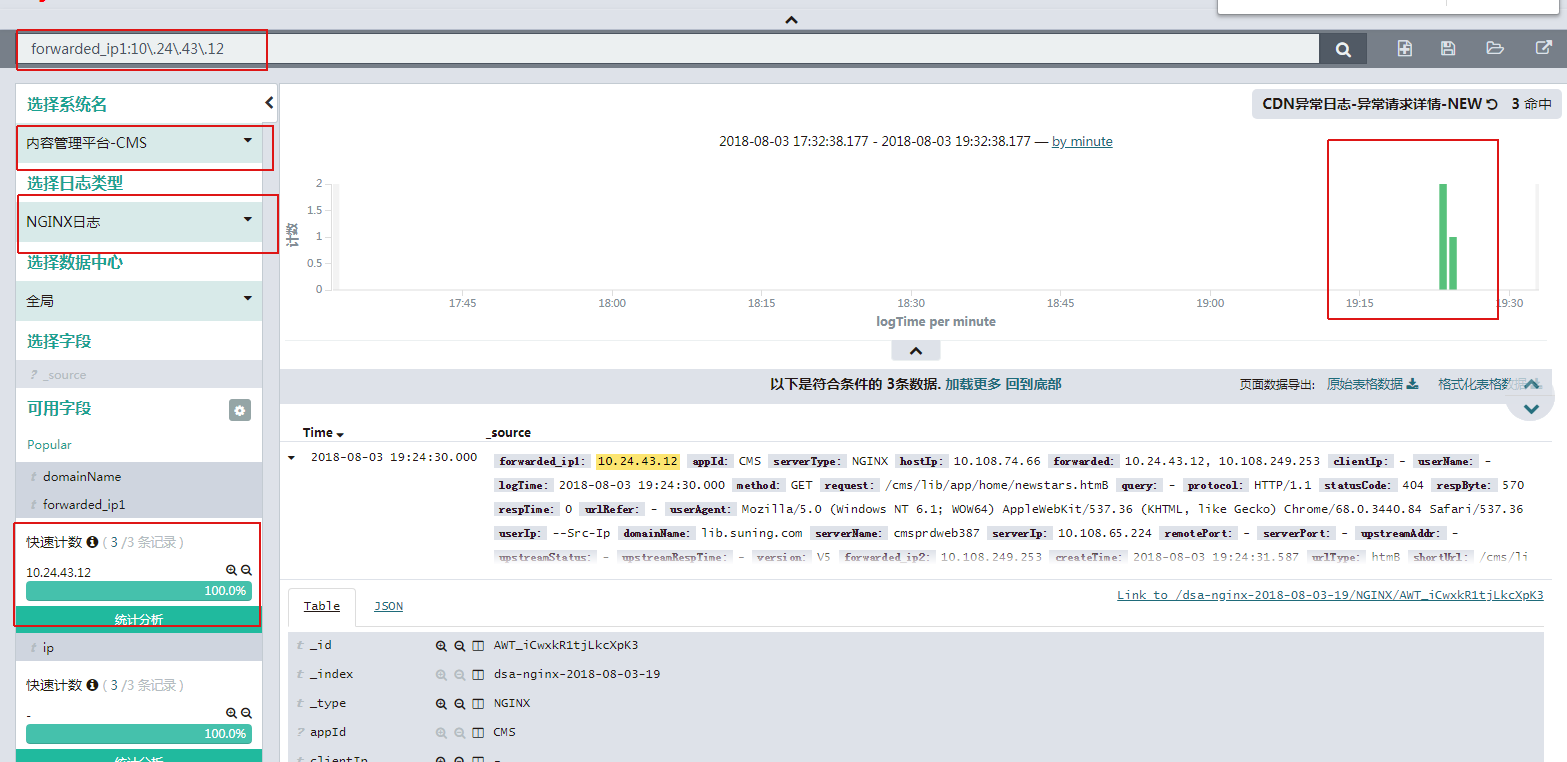 forwarded_ip1:10\.24\.43\.12
选择系统名
内容管理平台-CMS
选择日志类型
NGINX日志
选择数据中心
全局
选择字段
? _source
可用字段
Popular
t domainName
t forwarded_ip1
快速计数 ( 3 /3 条记录 )
10.24.43.12
100.0%
统计分析
t ip
快速计数 ( 3 /3 条记录 )
-
100.0%
统计分析
CDN异常日志-异常请求详情-NEW 3 命中
2018-08-03 17:32:38.177 - 2018-08-03 19:32:38.177 — by minute
2
1.5
1
0.5
0
计数
17:45 18:00 18:15 18:30 18:45 19:00 19:15 19:30
logTime per minute
以下是符合条件的 3条数据. 加载更多 回到底部
页面数据导出: 原始表格数据 格式化表格数据
Time _source
2018-08-03 19:24:30.000
forwarded_ip1: 10.24.43.12 appId: CMS serverType: NGINX hostIp: 10.108.74.66 forwarded: 10.24.43.12, 10.108.249.253 clientIp: - userName: -
logTime: 2018-08-03 19:24:30.000 method: GET request: /cms/lib/app/home/newstars.htmB query: - protocol: HTTP/1.1 statusCode: 404 respByte: 570
respTime: 0 urlRefer: - userAgent: Mozilla/5.0 (Windows NT 6.1; WOW64) AppleWebKit/537.36 (KHTML, like Gecko) Chrome/68.0.3440.84 Safari/537.36
userIp: --Src-Ip domainName: lib.suning.com serverName: cmsprdweb387 serverIp: 10.108.65.224 remotePort: - serverPort: - upstreamAddr: -
upstreamStatus: - upstreamRespTime: - version: V5 forwarded_ip2: 10.108.249.253 createTime: 2018-08-03 19:24:31.587 urlType: htmB shortUrl: /cms/li
Table JSON
Link to /dsa-nginx-2018-08-03-19/NGINX/AWT_iCwxkR1tjLkcXpK3
t _id AWT_iCwxkR1tjLkcXpK3
t _index dsa-nginx-2018-08-03-19
t _type NGINX
? appId CMS
t clientIp -